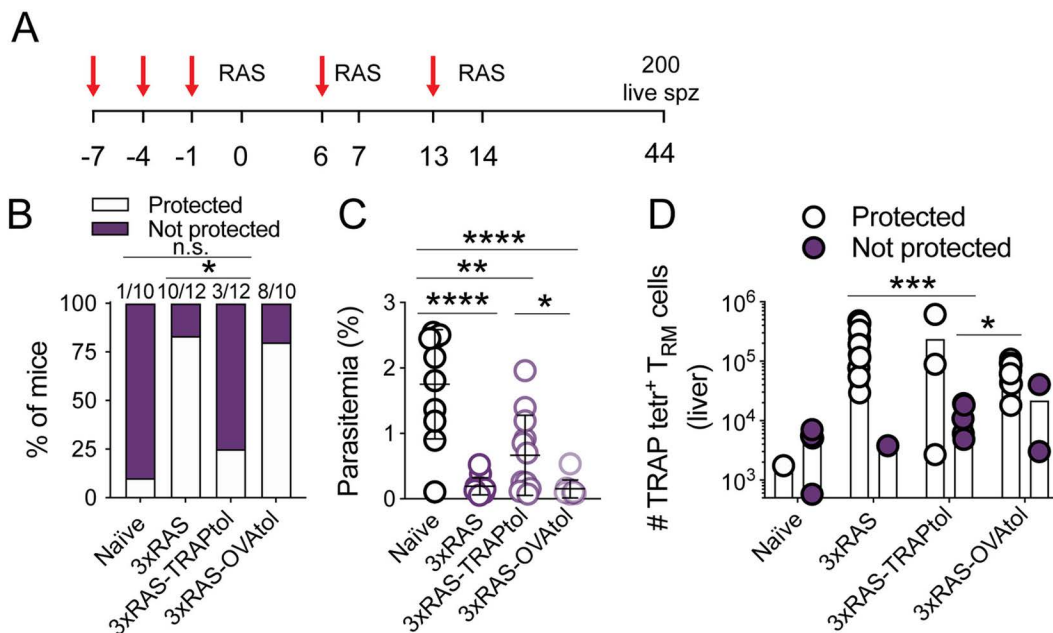 A
RAS
RAS
RAS
200
live spz
-7
-4
-1
0
6
7
13
14
44
B
Protected
Not protected
n.s.
*
1/10 10/12 3/12 8/10
100
75
50
25
0
% of mice
Naïve
3xRAS
3xRAS-TRAPtol
3xRAS-OVAtol
C
****
**
****
*
3
2
1
0
Parasitemia (%)
Naïve
3xRAS
3xRAS-TRAPtol
3xRAS-OVAtol
D
Protected
Not protected
***
*
10⁶
10⁵
10⁴
10³
# TRAP tetr⁺ TRM cells
(liver)
Naïve
3xRAS
3xRAS-TRAPtol
3xRAS-OVAtol